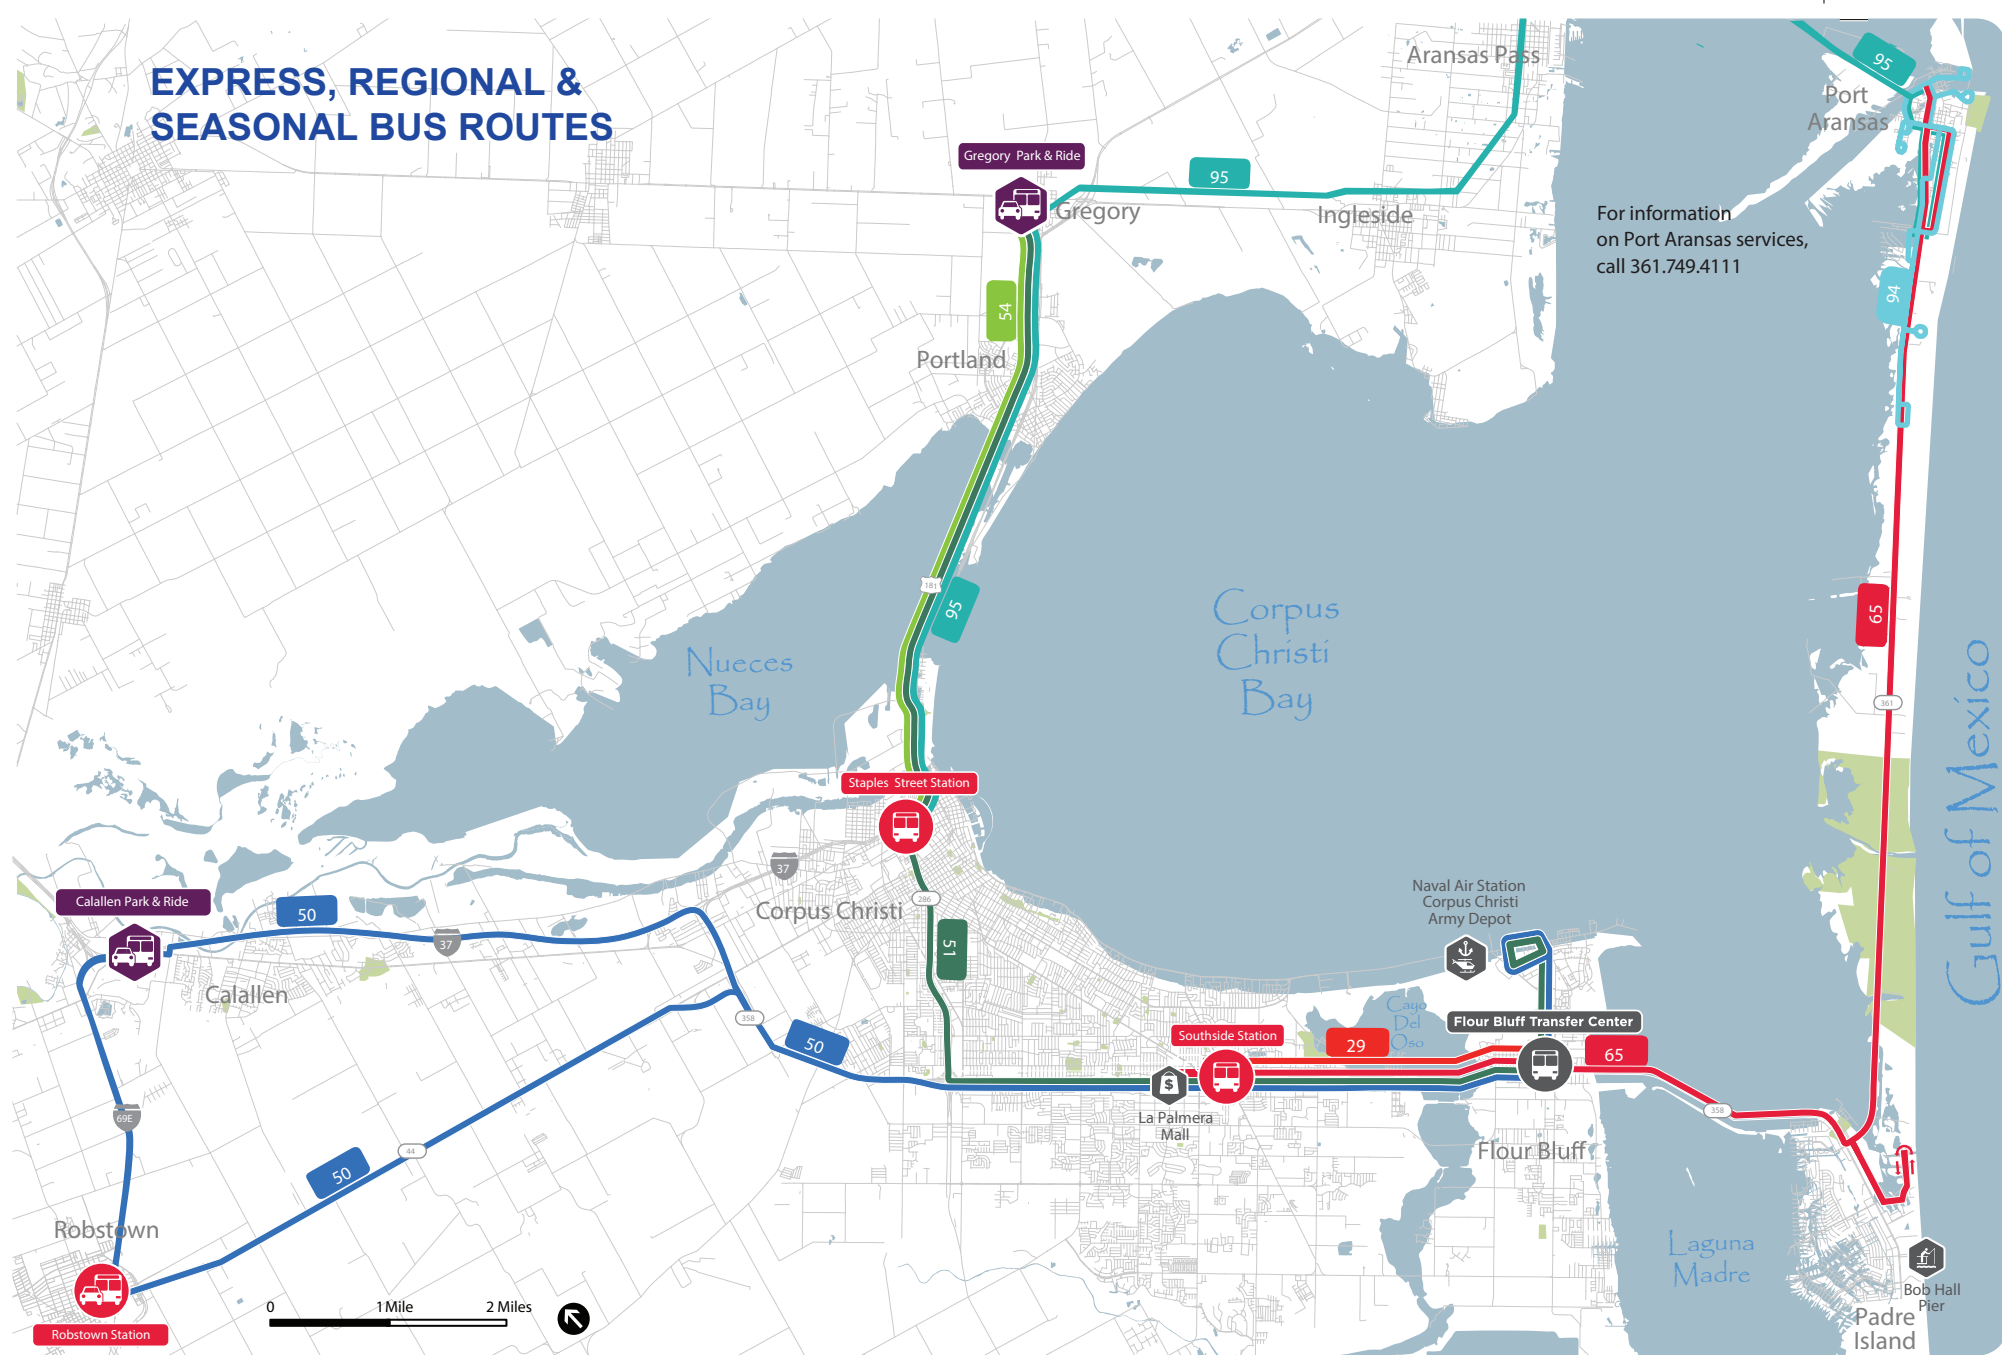 EXPRESS, REGIONAL &
SEASONAL BUS ROUTES
Aransas Pass
95
Port
Aransas
Gregory Park & Ride
95
Gregory
Ingleside
For information
on Port Aransas services,
call 361.749.4111
94
54
Portland
181
95
Corpus
Christi
Bay
65
Nueces
Bay
361
Gulf of Mexico
Staples Street Station
37
Calallen Park & Ride
50
37
286
Corpus Christi
51
Naval Air Station
Corpus Christi
Army Depot
Calallen
358
50
Cayo
Del
Oso
Flour Bluff Transfer Center
Southside Station
29
65
$
La Palmera
Mall
69E
358
44
50
Flour Bluff
Robstown
Laguna
Madre
Bob Hall
Pier
Padre
Island
0
1 Mile
2 Miles
Robstown Station